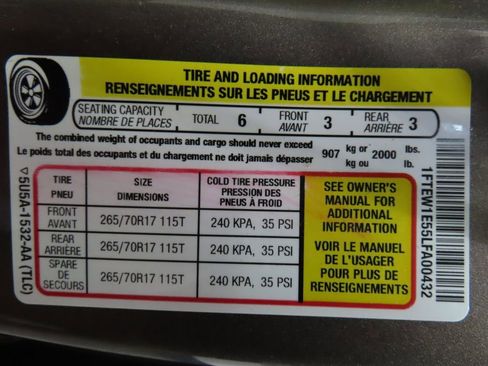 TIRE AND LOADING INFORMATION
RENSEIGNEMENTS SUR LES PNEUS ET LE CHARGEMENT
SEATING CAPACITY
NOMBRE DE PLACES
TOTAL 6
FRONT
AVANT
3
REAR
ARRIÈRE
3
The combined weight of occupants and cargo should never exceed
Le poids total des occupants et du chargement ne doit jamais dépasser
907
kg or
kg ou
2000
lbs.
lb.
TIRE
PNEU
SIZE
DIMENSIONS
COLD TIRE PRESSURE
PRESSION DES
PNEUS À FROID
FRONT
AVANT
265/70R17 115T
240 KPA, 35 PSI
REAR
ARRIÈRE
265/70R17 115T
240 KPA, 35 PSI
SPARE
DE
SECOURS
265/70R17 115T
240 KPA, 35 PSI
SEE OWNER'S
MANUAL FOR
ADDITIONAL
INFORMATION
VOIR LE MANUEL
DE L'USAGER
POUR PLUS DE
RENSEIGNEMENTS
5U5A-1532-AA (TLC)
1FTEW1E55LFA00432